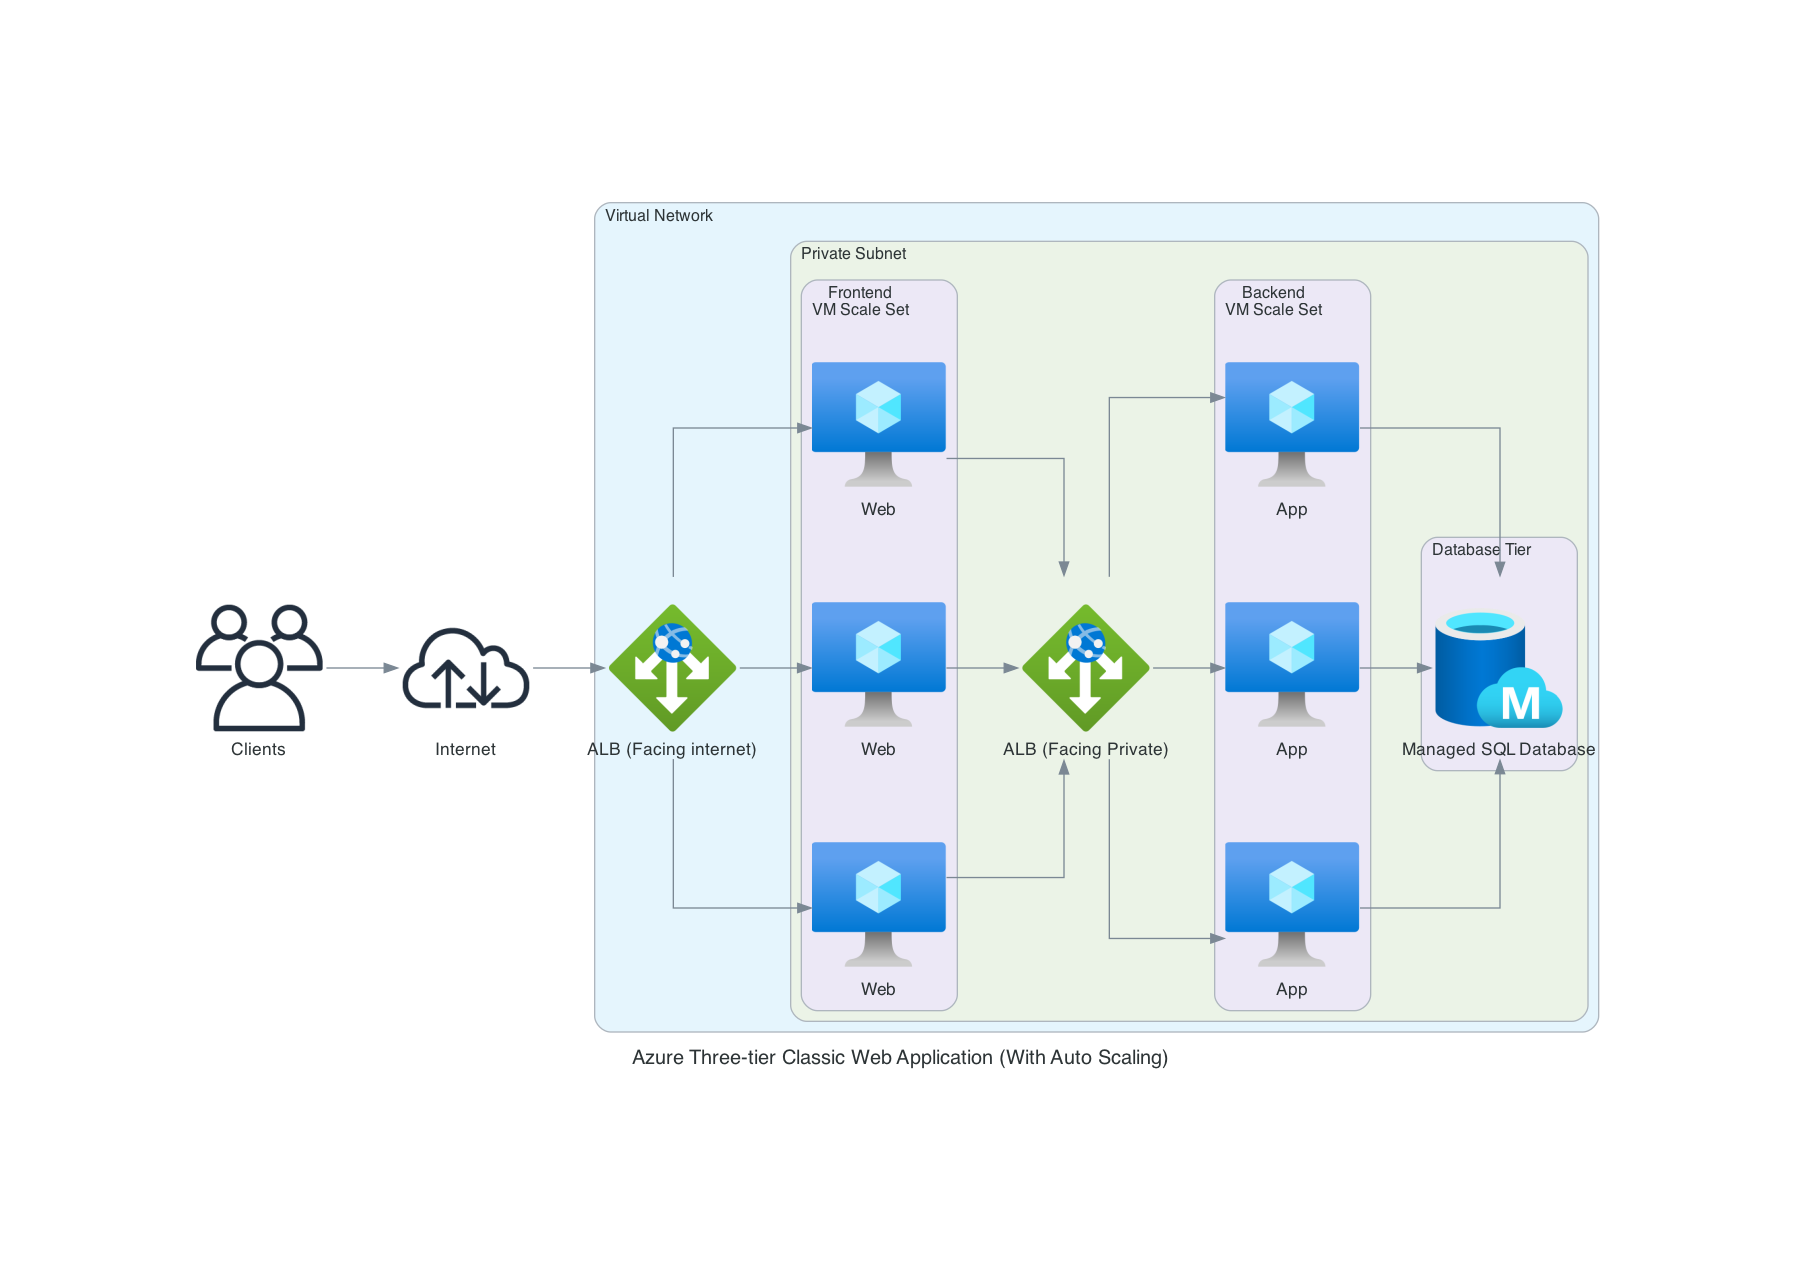 Virtual Network
Private Subnet
Frontend
VM Scale Set
Backend
VM Scale Set
Web
App
Database Tier
Clients
Internet
ALB (Facing internet)
Web
ALB (Facing Private)
App
Managed SQL Database
M
Web
App
Azure Three-tier Classic Web Application (With Auto Scaling)